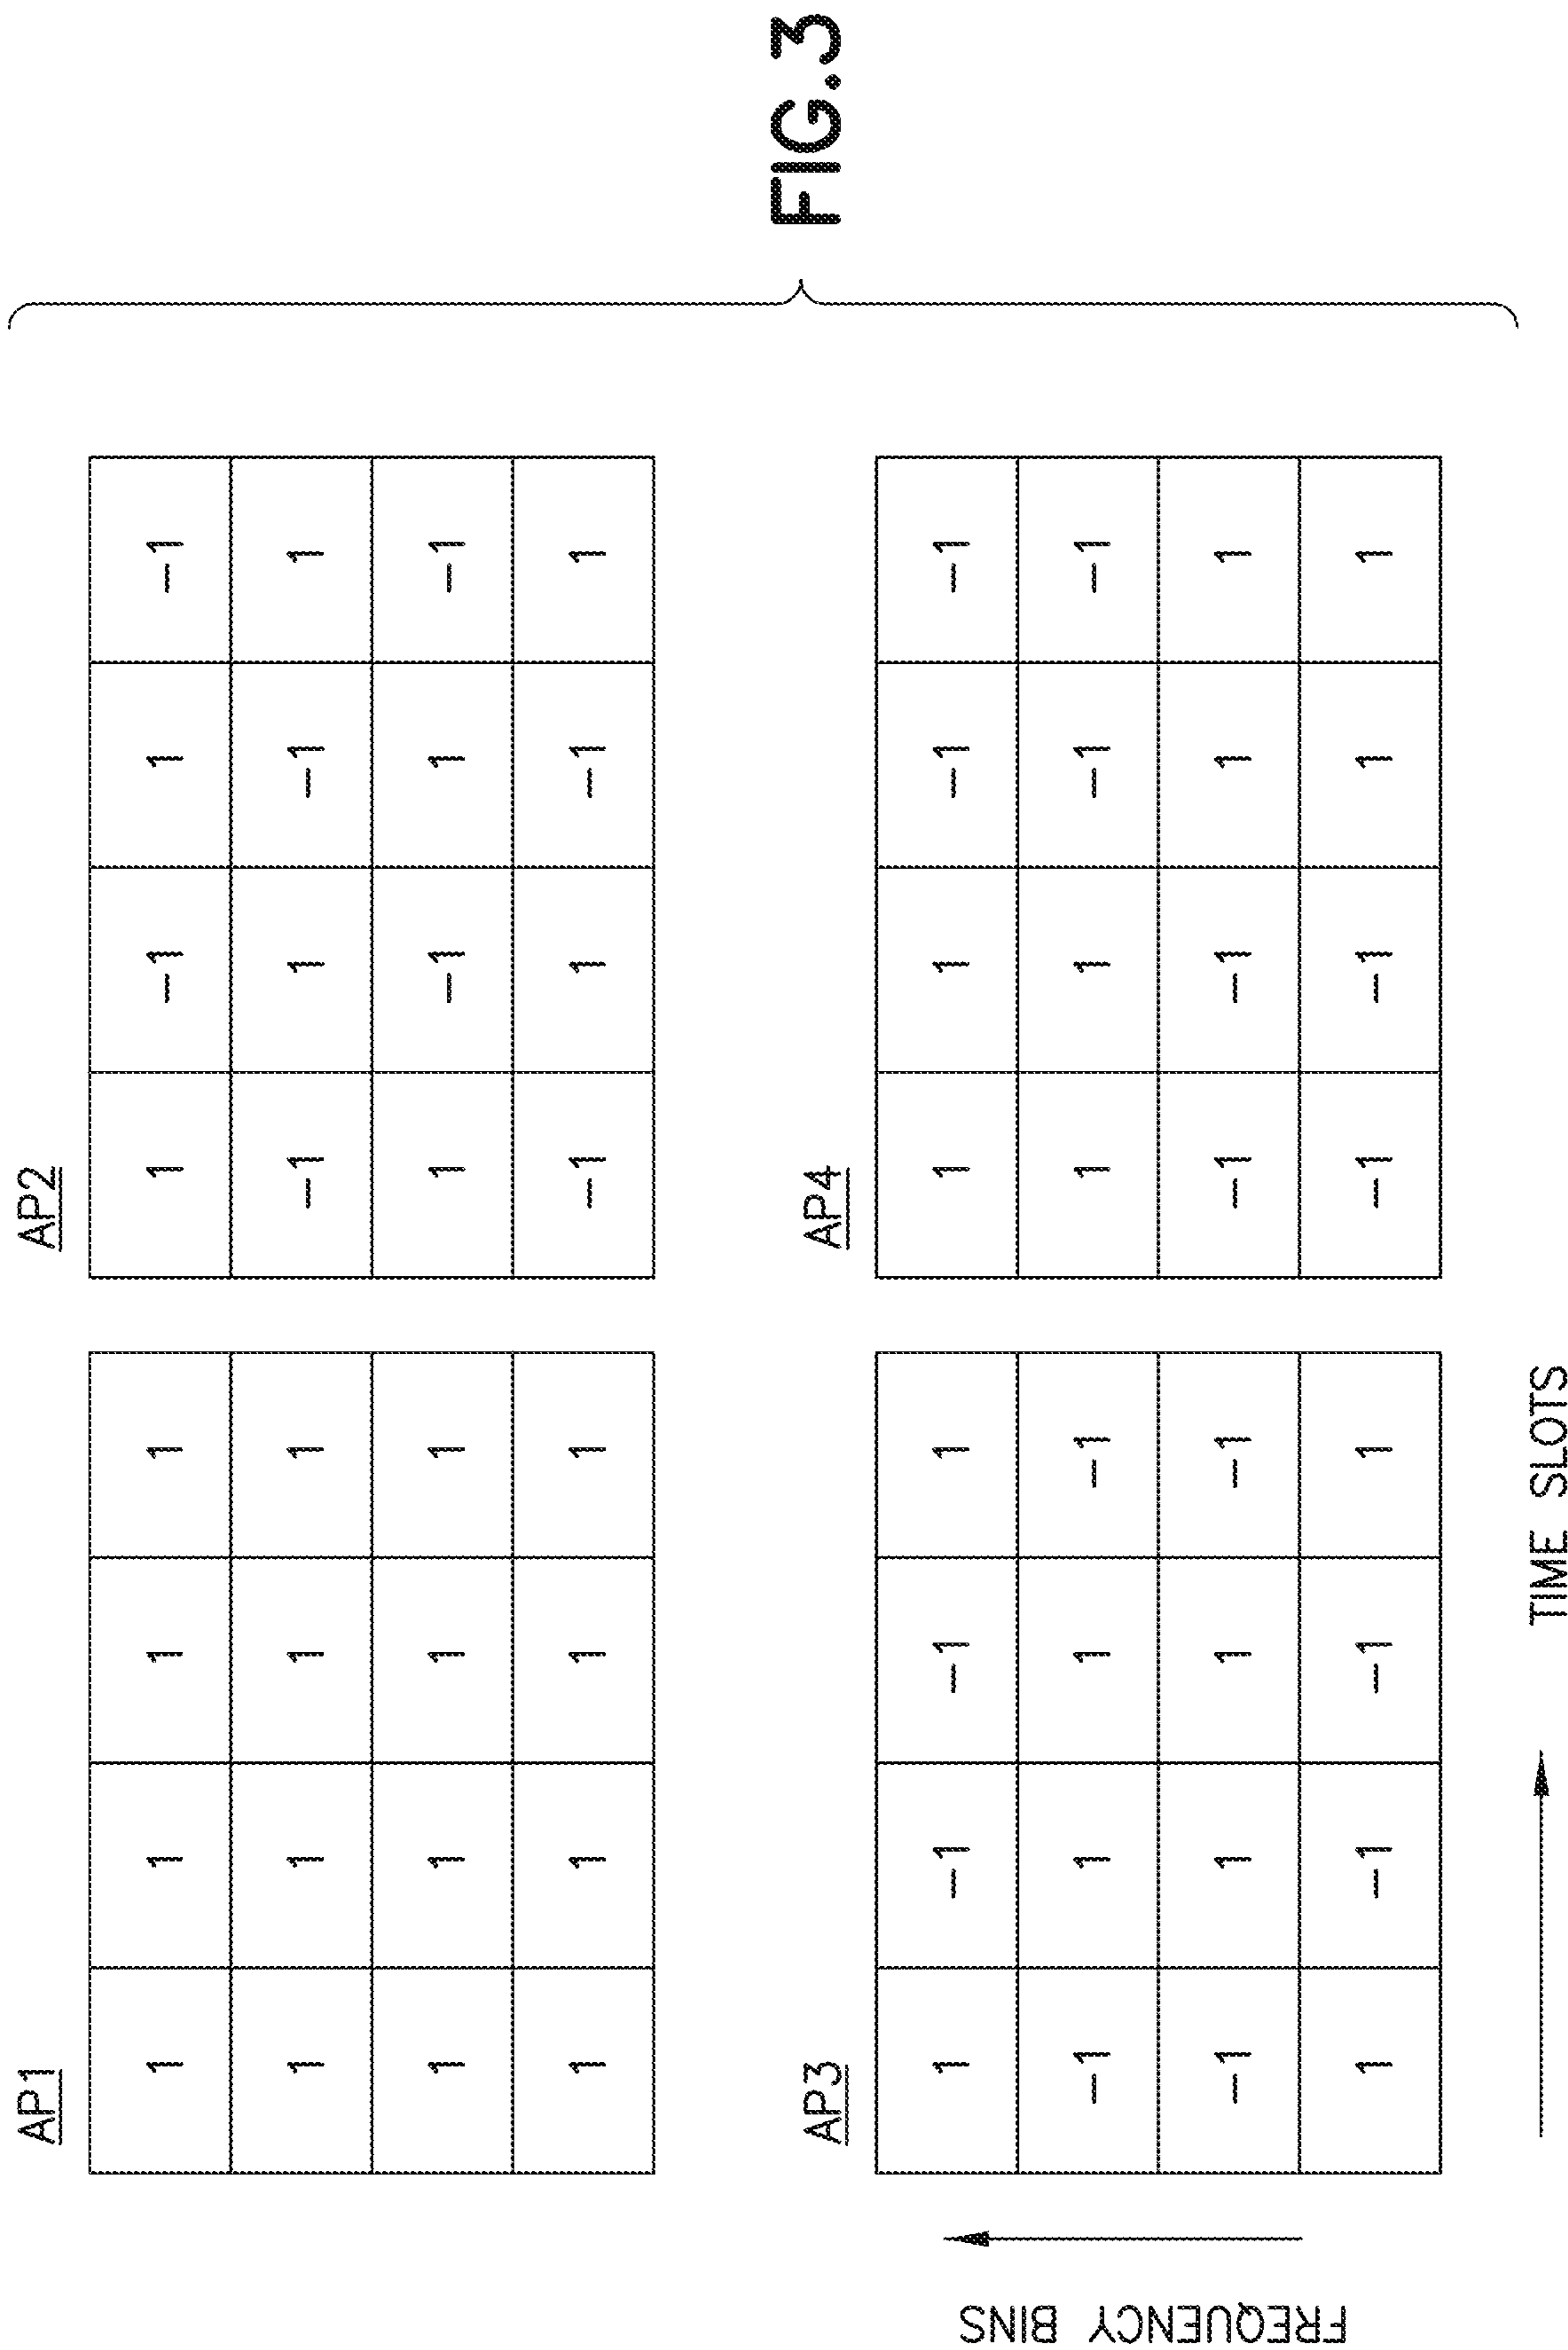 AP1 AP2
1 1 1 1 1 -1 1 -1
1 1 1 1 -1 1 -1 1
1 1 1 1 1 -1 1 -1
1 1 1 1 -1 1 -1 1
AP3 AP4
1 -1 -1 1 1 1 -1 -1
-1 1 1 -1 1 1 -1 -1
-1 1 1 -1 -1 -1 1 1
1 -1 -1 1 -1 -1 1 1
FREQUENCY BINS
TIME SLOTS
FIG.3